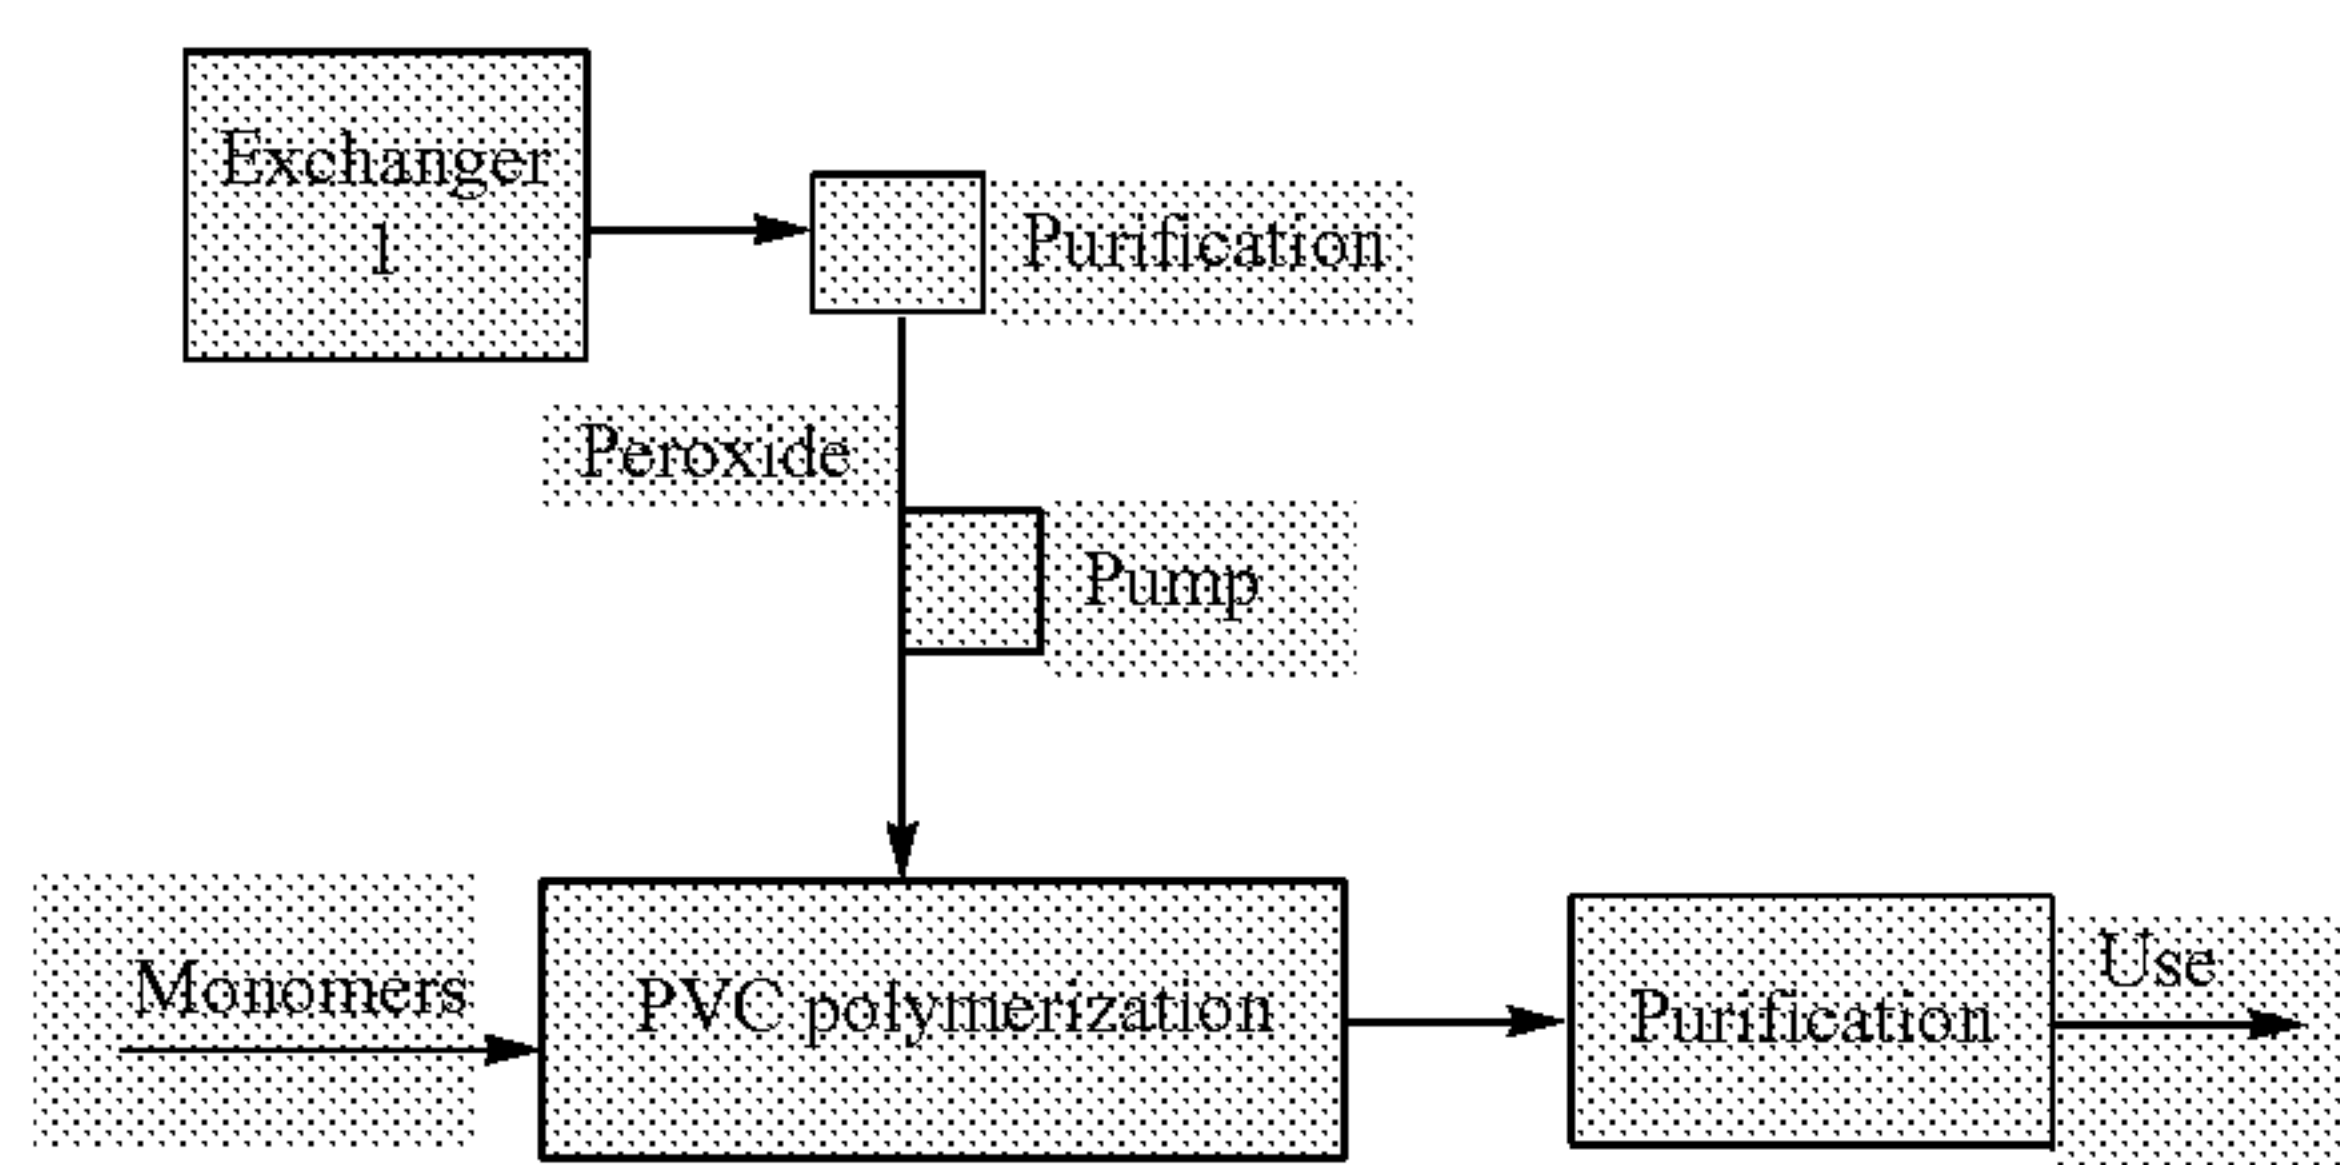 Exchanger
1
Purification
Peroxide
Pump
Monomers
PVC polymerization
Purification
Use